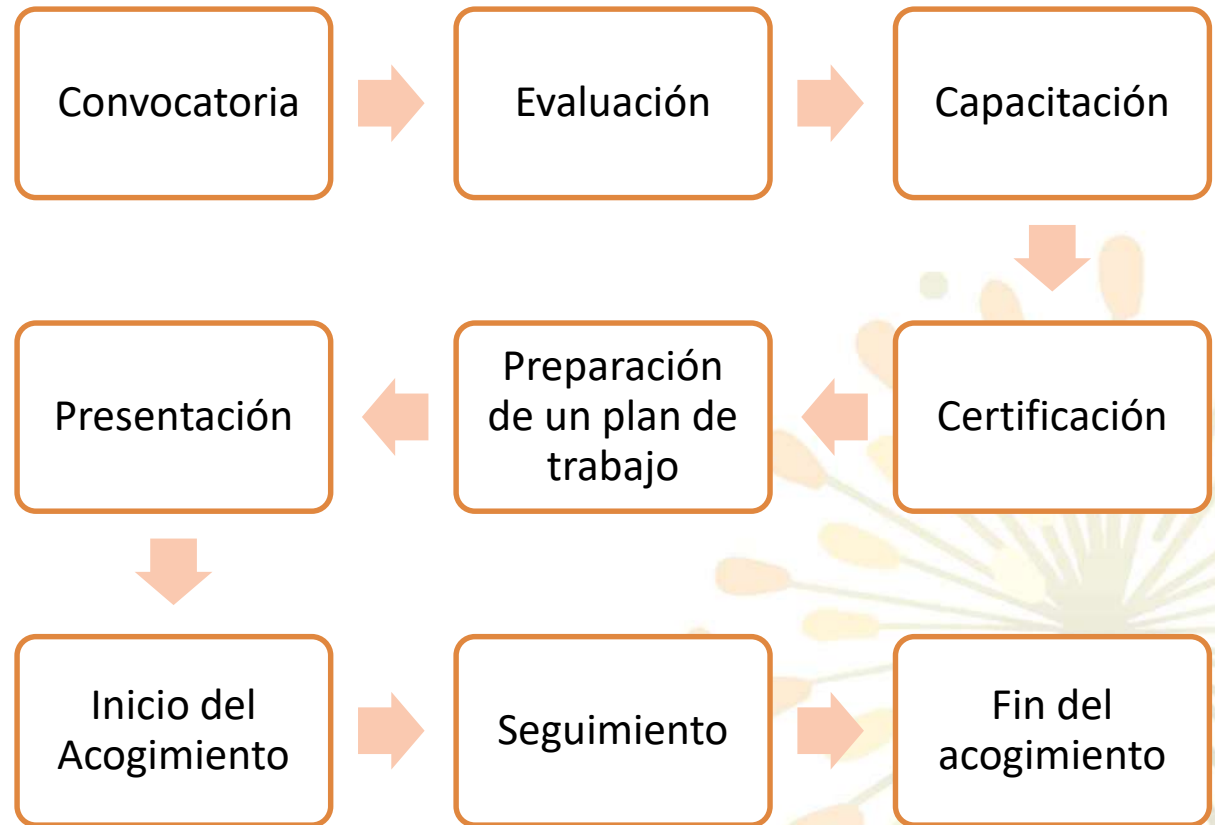 Convocatoria
Evaluación
Capacitación
Certificación
Preparación
de un plan de
trabajo
Presentación
Inicio del
Acogimiento
Seguimiento
Fin del
acogimiento